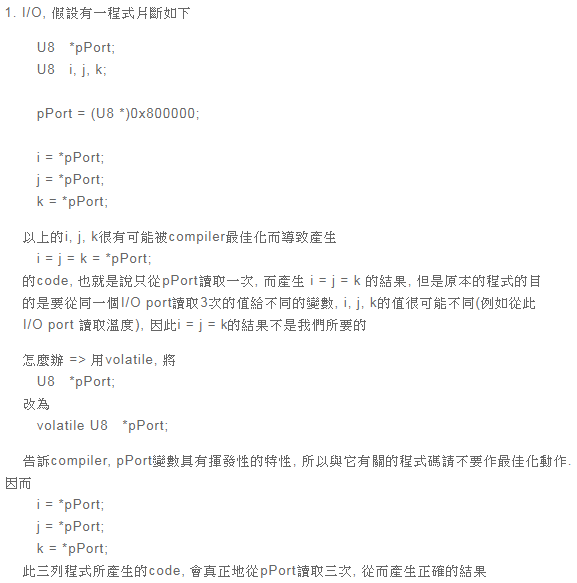 1. I/O, 假設有一程式片斷如下
U8 *pPort;
U8 i, j, k;
pPort = (U8 *)0x800000;
i = *pPort;
j = *pPort;
k = *pPort;
以上的i, j, k很有可能被compiler最佳化而導致產生
i = j = k = *pPort;
的code, 也就是說只從pPort讀取一次, 而產生 i = j = k 的結果, 但是原本的程式的目
的是要從同一個I/O port讀取3次的值給不同的變數, i, j, k的值很可能不同(例如從此
I/O port 讀取溫度), 因此i = j = k的結果不是我們所要的
怎麼辦 => 用volatile, 將
U8 *pPort;
改為
volatile U8 *pPort;
告訴compiler, pPort變數具有揮發性的特性, 所以與它有關的程式碼請不要作最佳化動作.
因而
i = *pPort;
j = *pPort;
k = *pPort;
此三列程式所產生的code, 會真正地從pPort讀取三次, 從而產生正確的結果